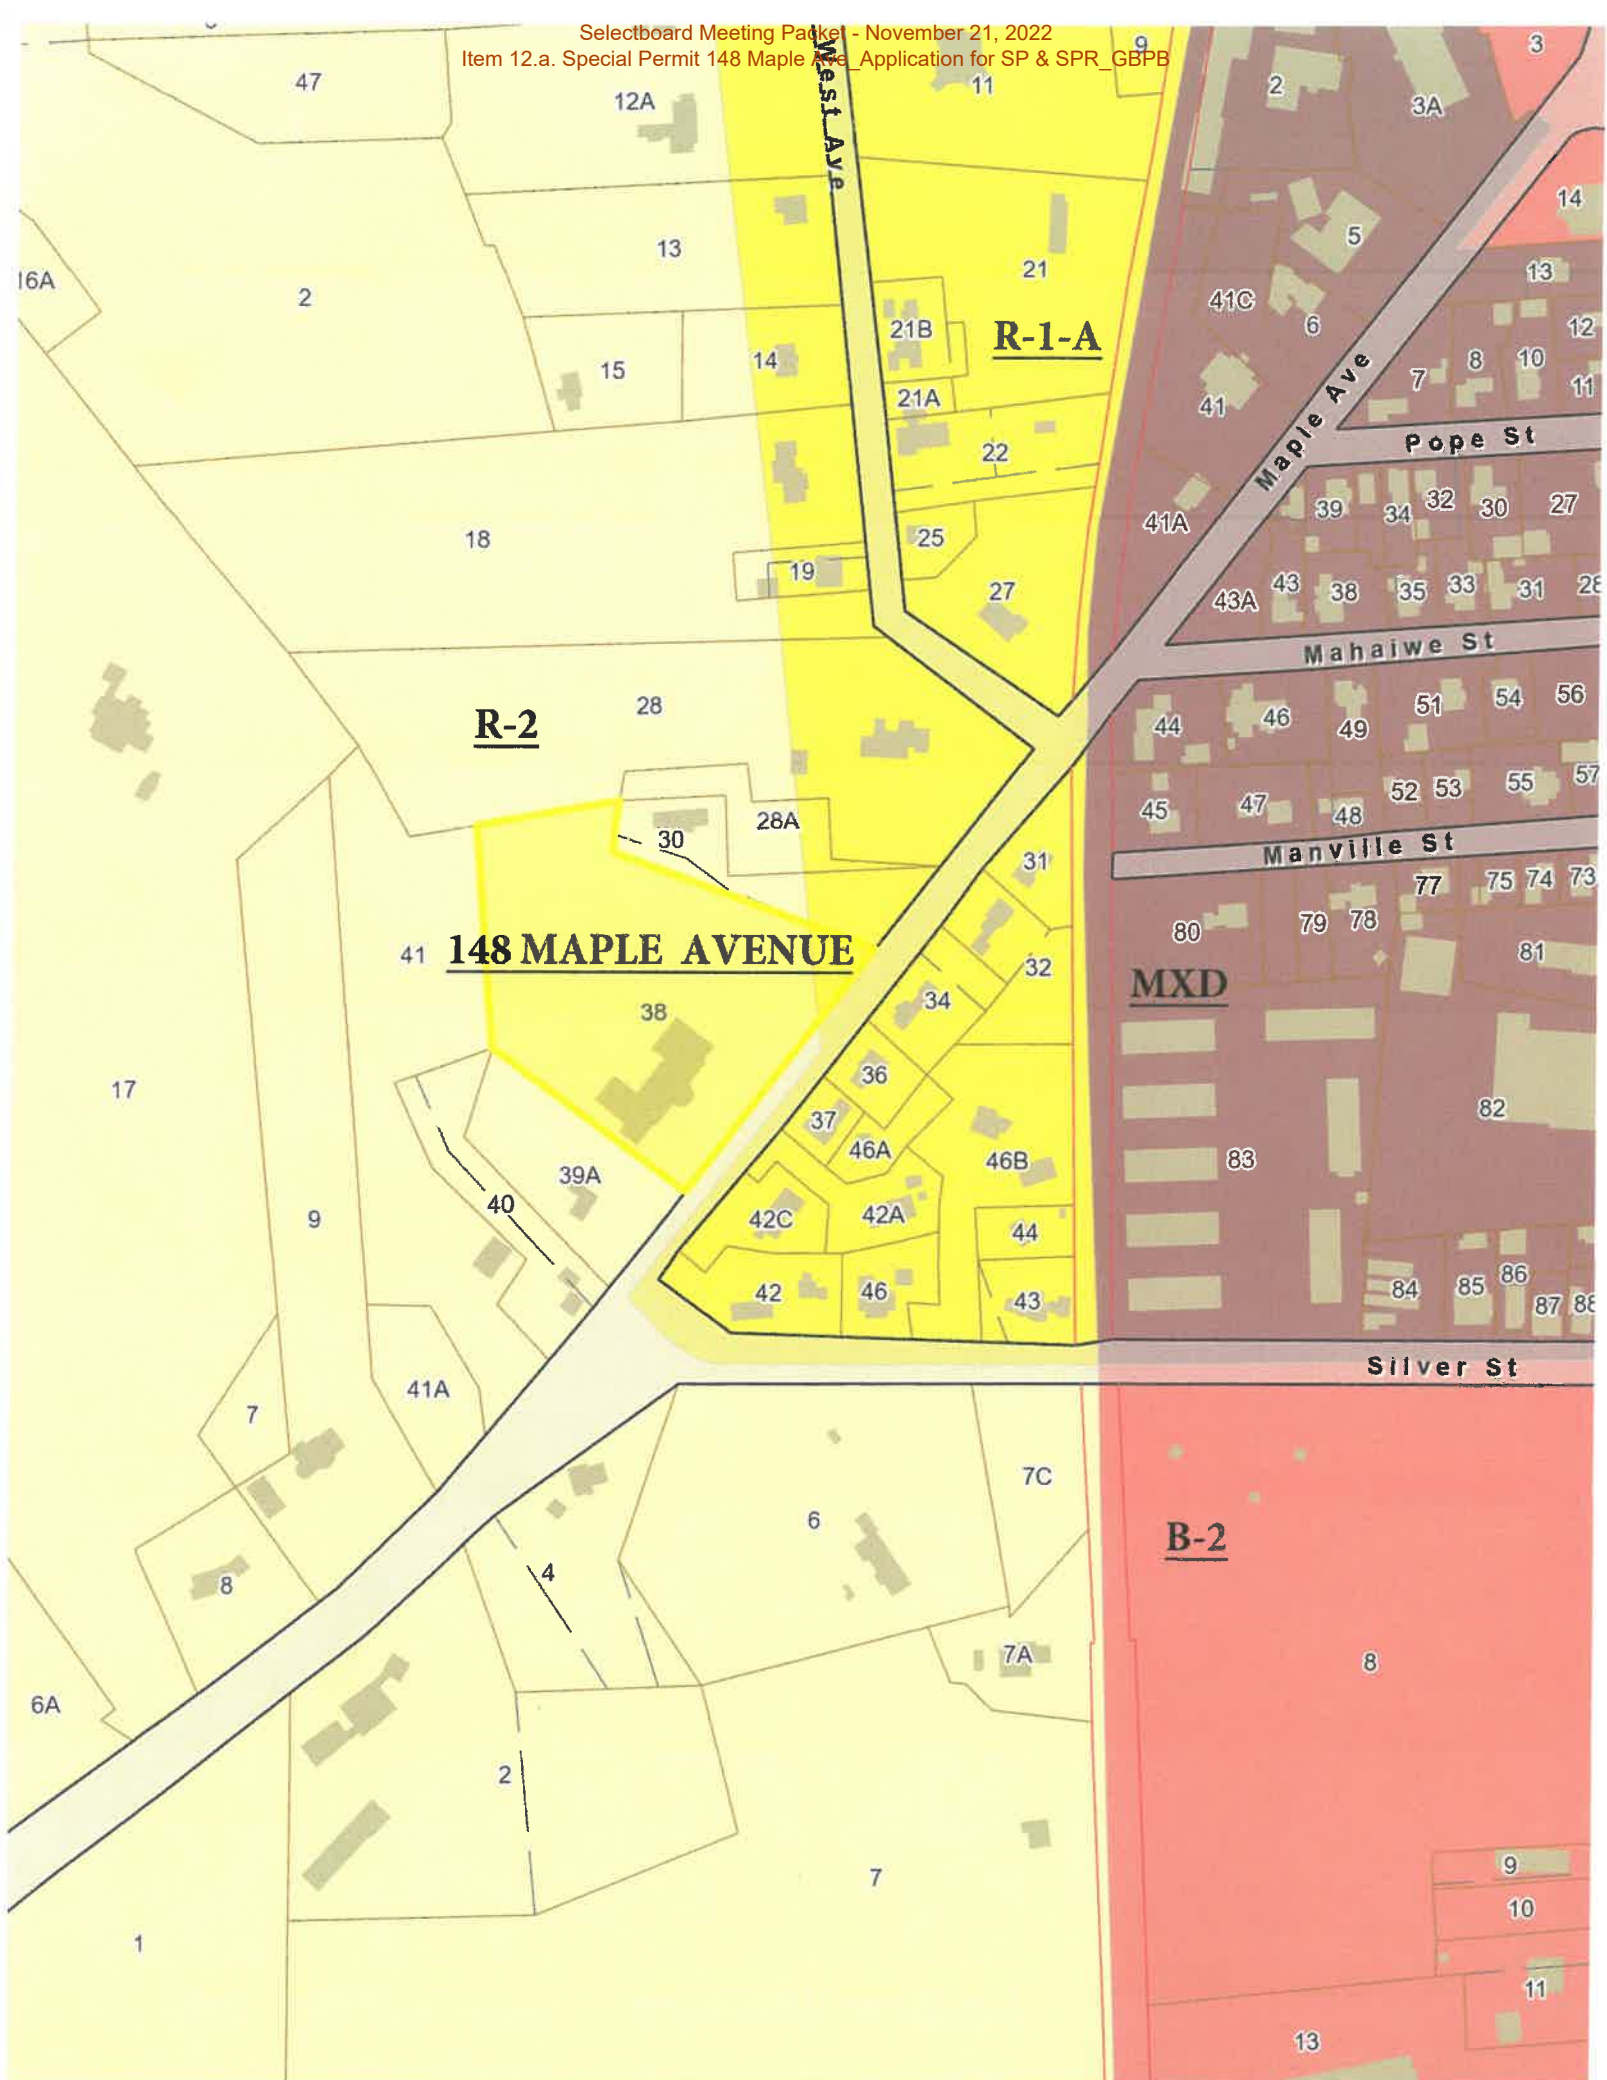 Selectboard Meeting Packet - November 21, 2022
Item 12.a. Special Permit 148 Maple Ave_Application for SP & SPR_GBPB
47
12A
West Ave
11
9
2
3A
3
14
13
5
16A
2
21
13
41C
6
12
21B
R-1-A
15
14
7
8
10
11
21A
41
Maple Ave
Pope St
22
39
34
32
30
27
41A
18
25
19
27
43A
43
38
35
33
31
28
Mahaiwe St
28
R-2
44
46
49
51
54
56
45
47
48
52
53
55
57
28A
30
Manville St
31
77
75
74
73
80
79
78
81
41
148 MAPLE AVENUE
32
MXD
38
34
36
17
37
82
46A
46B
83
39A
40
9
42C
42A
44
42
46
43
84
85
86
87
88
Silver St
41A
7
7C
6
B-2
4
8
7A
8
6A
2
7
9
10
1
11
13